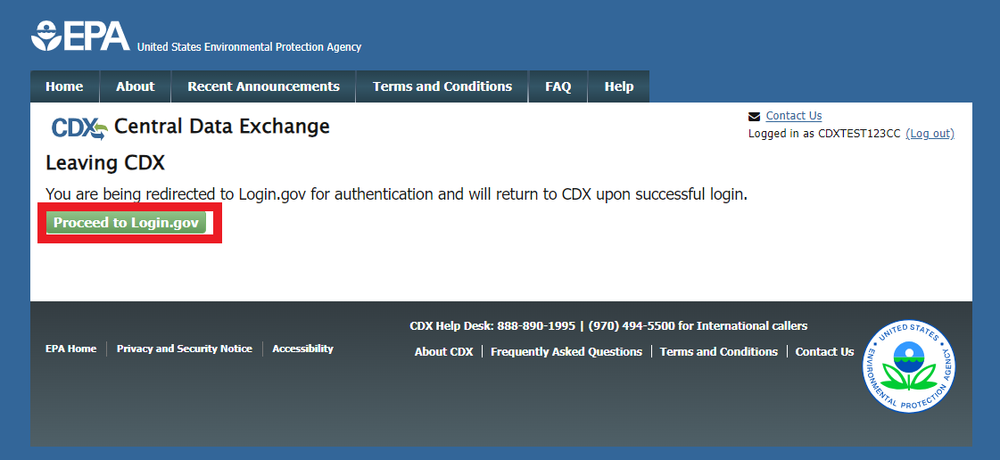 EPA United States Environmental Protection Agency
Home About Recent Announcements Terms and Conditions FAQ Help
CDX Central Data Exchange
Contact Us
Logged in as CDXTEST123CC (Log out)
Leaving CDX
You are being redirected to Login.gov for authentication and will return to CDX upon successful login.
Proceed to Login.gov
CDX Help Desk: 888-890-1995 | (970) 494-5500 for International callers
EPA Home Privacy and Security Notice Accessibility
About CDX Frequently Asked Questions Terms and Conditions Contact Us
UNITED STATES
ENVIRONMENTAL PROTECTION AGENCY